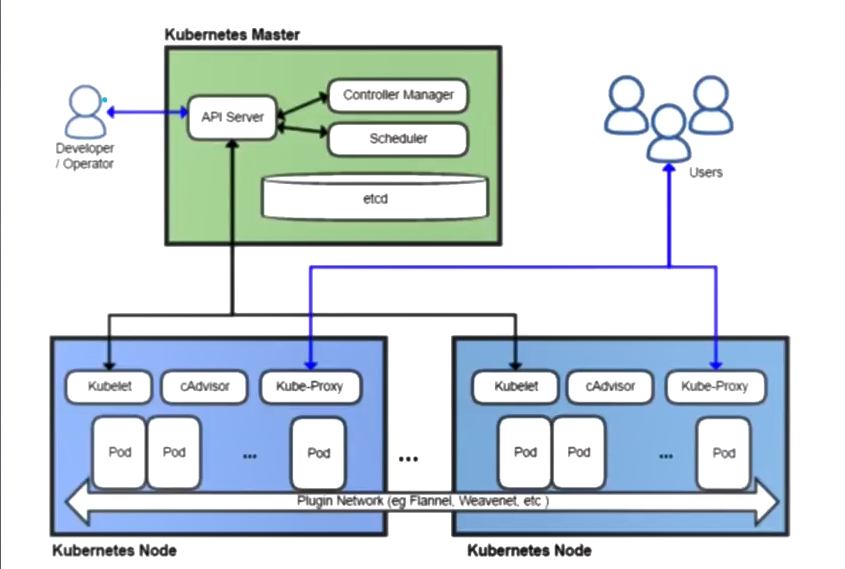 Kubernetes Master
API Server
Controller Manager
Scheduler
etcd
Developer
/ Operator
Users
Kubelet
cAdvisor
Kube-Proxy
Pod
Pod
...
Pod
...
Kubelet
cAdvisor
Kube-Proxy
Pod
Pod
...
Pod
Plugin Network (eg Flannel, Weavenet, etc )
Kubernetes Node
Kubernetes Node